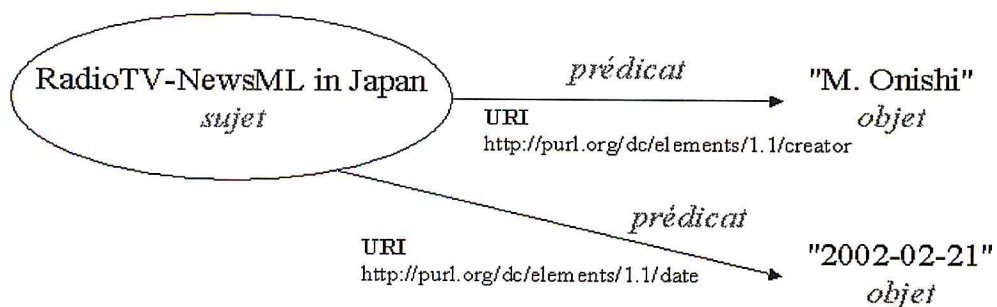 RadioTV-NewsML in Japan
sujet
prédicat
URI
http://purl.org/dc/elements/1.1/creator
"M. Onishi"
objet
prédicat
URI
http://purl.org/dc/elements/1.1/date
"2002-02-21"
objet